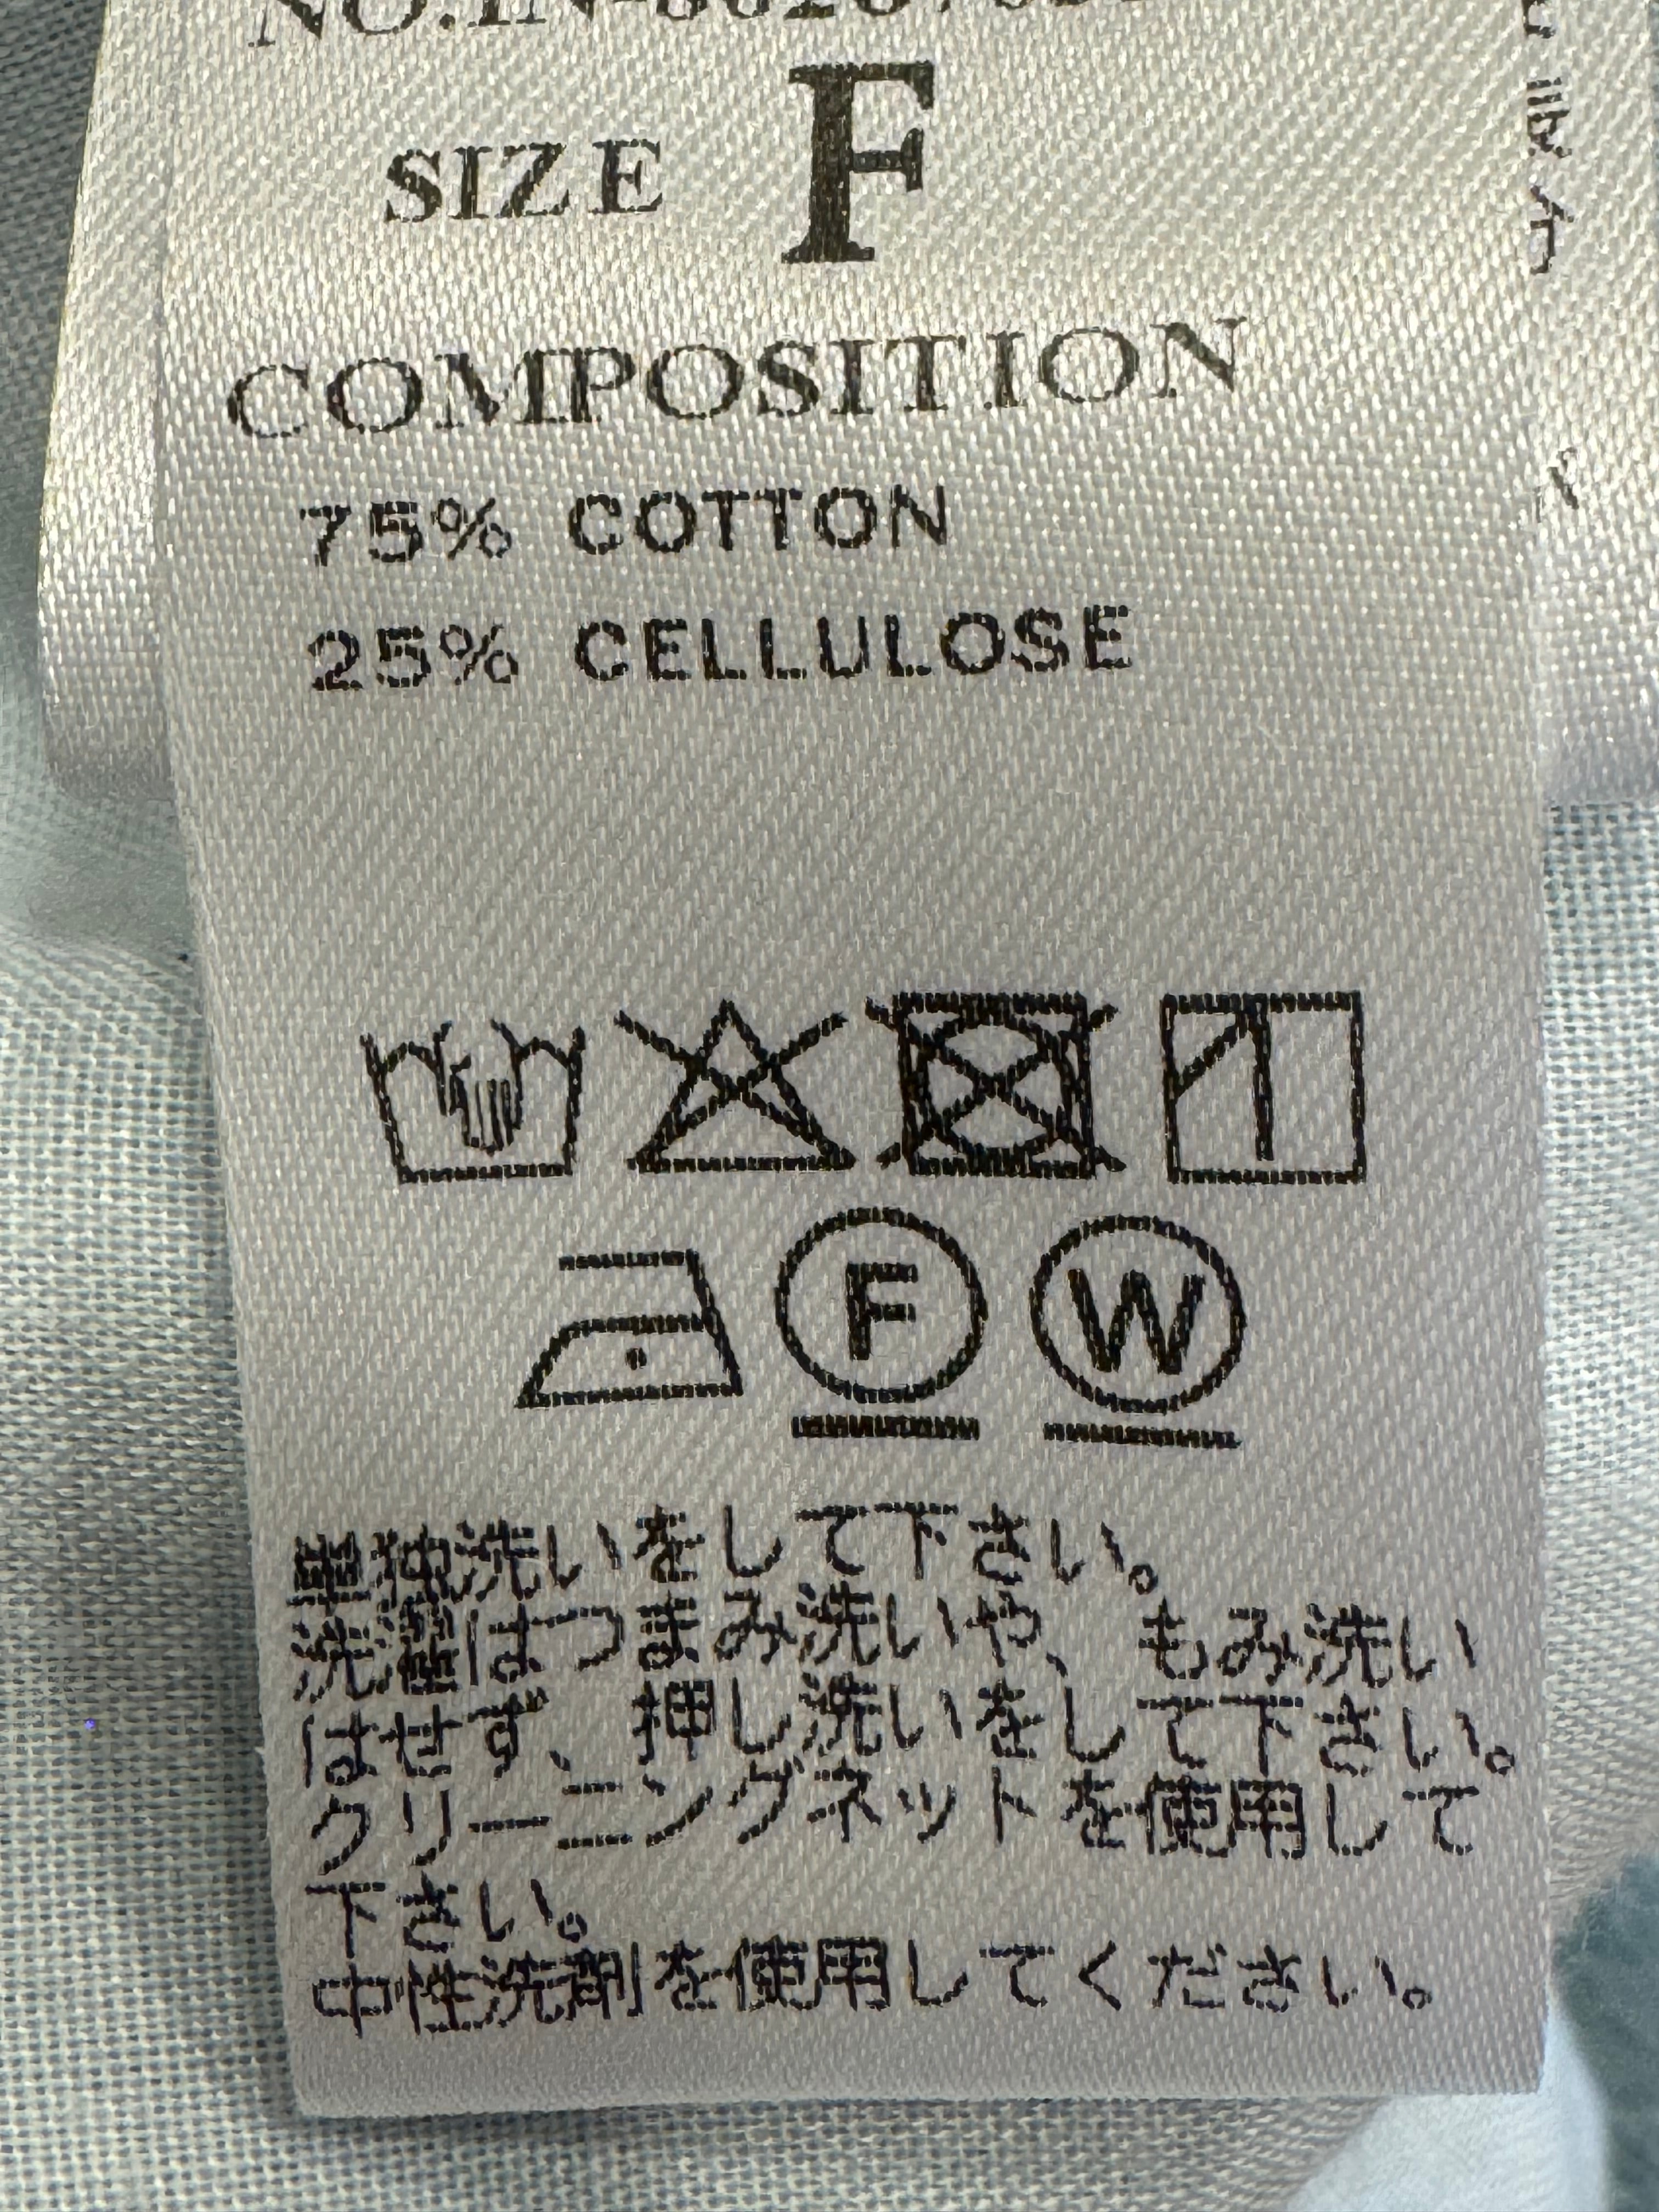 SIZE F
COMPOSITION
75% COTTON
25% CELLULOSE
F W
洗いをして下さい。
洗濯はつまみ洗いや、もみ洗い
はせず、押し洗いをして下さい。
クリーニングネットを使用して
下さい。
中性洗剤を使用してください。